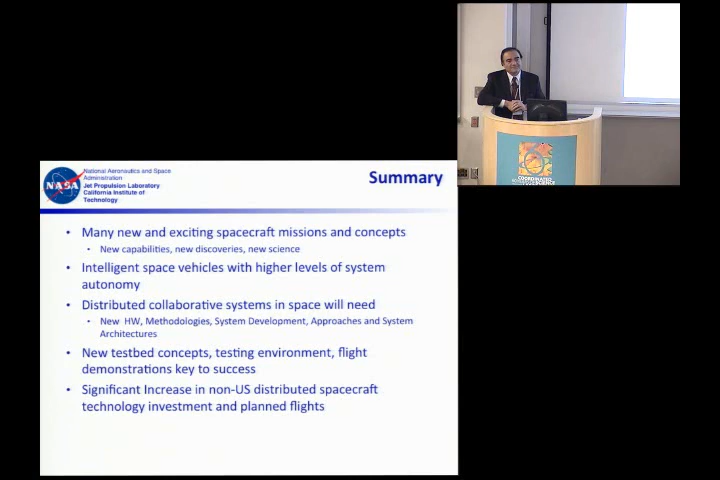 National Aeronautics and Space
Administration
Jet Propulsion Laboratory
California Institute of
Technology
NASA
Summary
• Many new and exciting spacecraft missions and concepts
• New capabilities, new discoveries, new science
• Intelligent space vehicles with higher levels of system
autonomy
• Distributed collaborative systems in space will need
• New HW, Methodologies, System Development, Approaches and System
Architectures
• New testbed concepts, testing environment, flight
demonstrations key to success
• Significant Increase in non-US distributed spacecraft
technology investment and planned flights
COORDINATED
SCIENCE